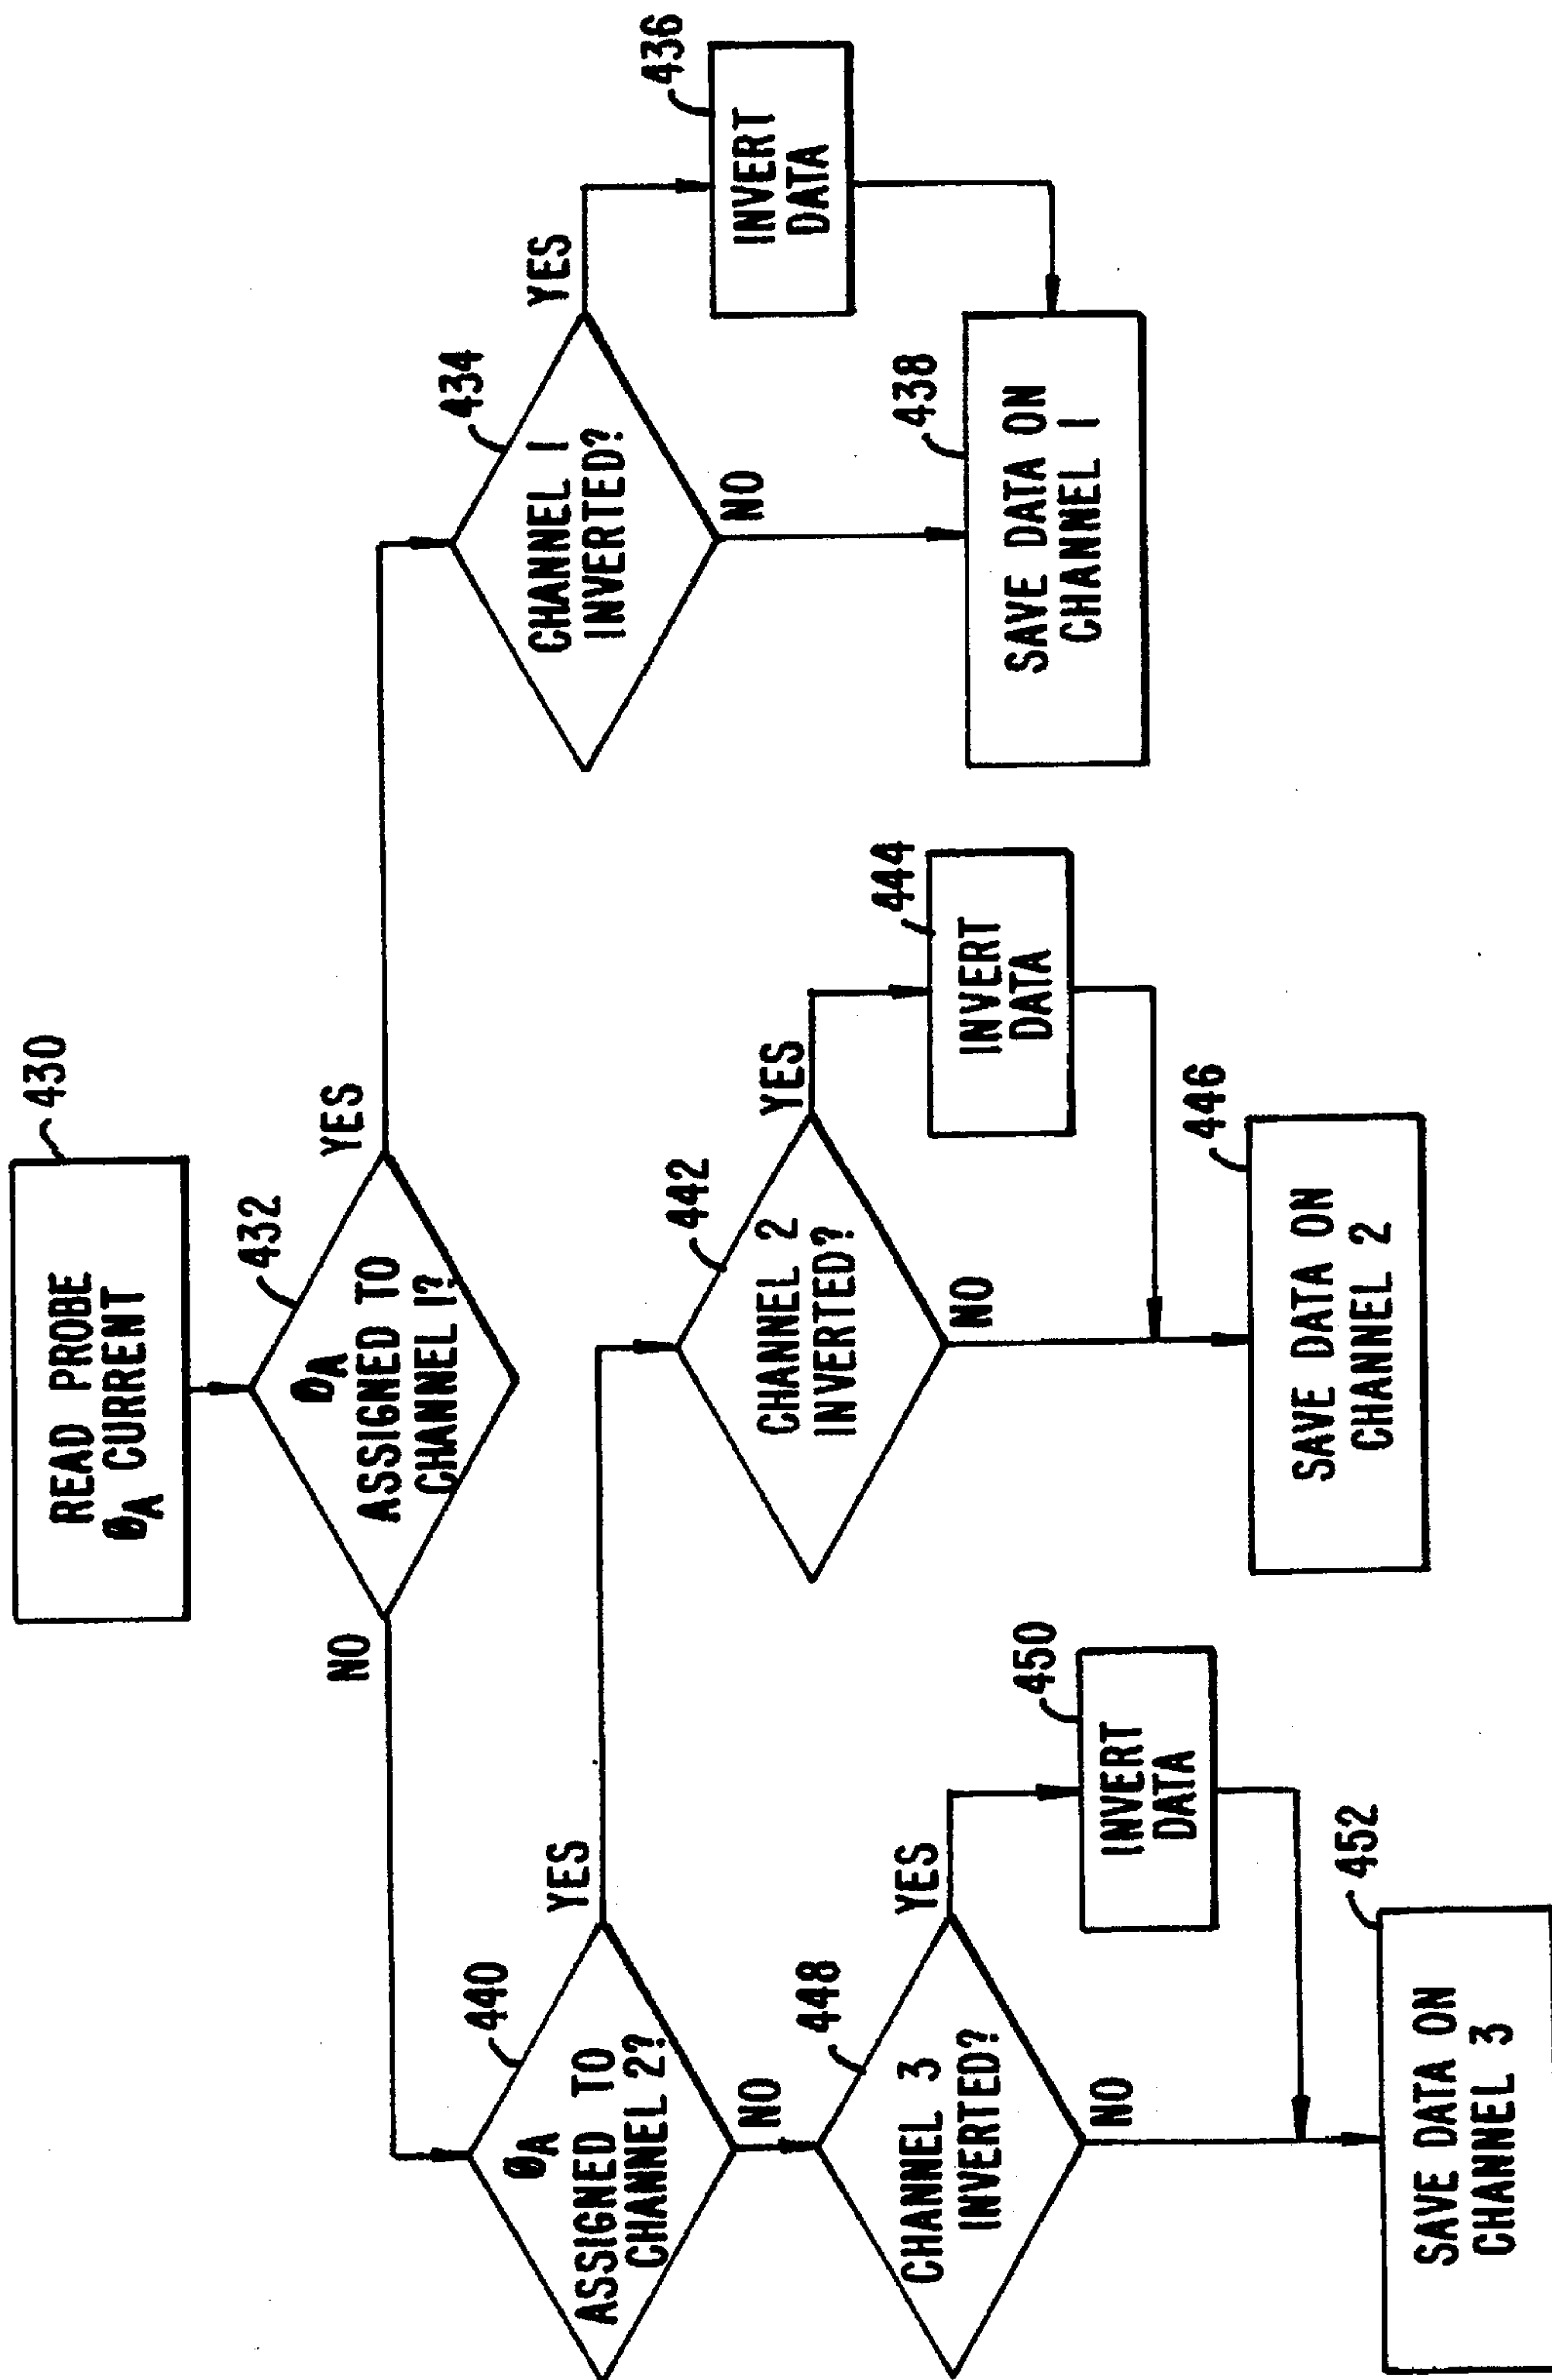 430
READ PROBE
ØA CURRENT
432
ØA
ASSIGNED TO
CHANNEL 1?
YES
NO
434
CHANNEL 1
INVERTED?
YES
NO
436
INVERT
DATA
438
SAVE DATA ON
CHANNEL 1
440
ØA
ASSIGNED TO
CHANNEL 2?
YES
NO
442
CHANNEL 2
INVERTED?
YES
NO
444
INVERT
DATA
446
SAVE DATA ON
CHANNEL 2
448
CHANNEL 3
INVERTED?
YES
NO
450
INVERT
DATA
452
SAVE DATA ON
CHANNEL 3